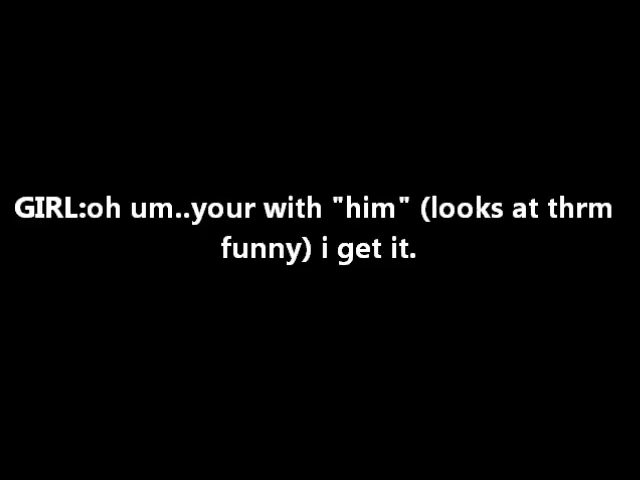 GIRL:oh um..your with "him" (looks at thrm
funny) i get it.